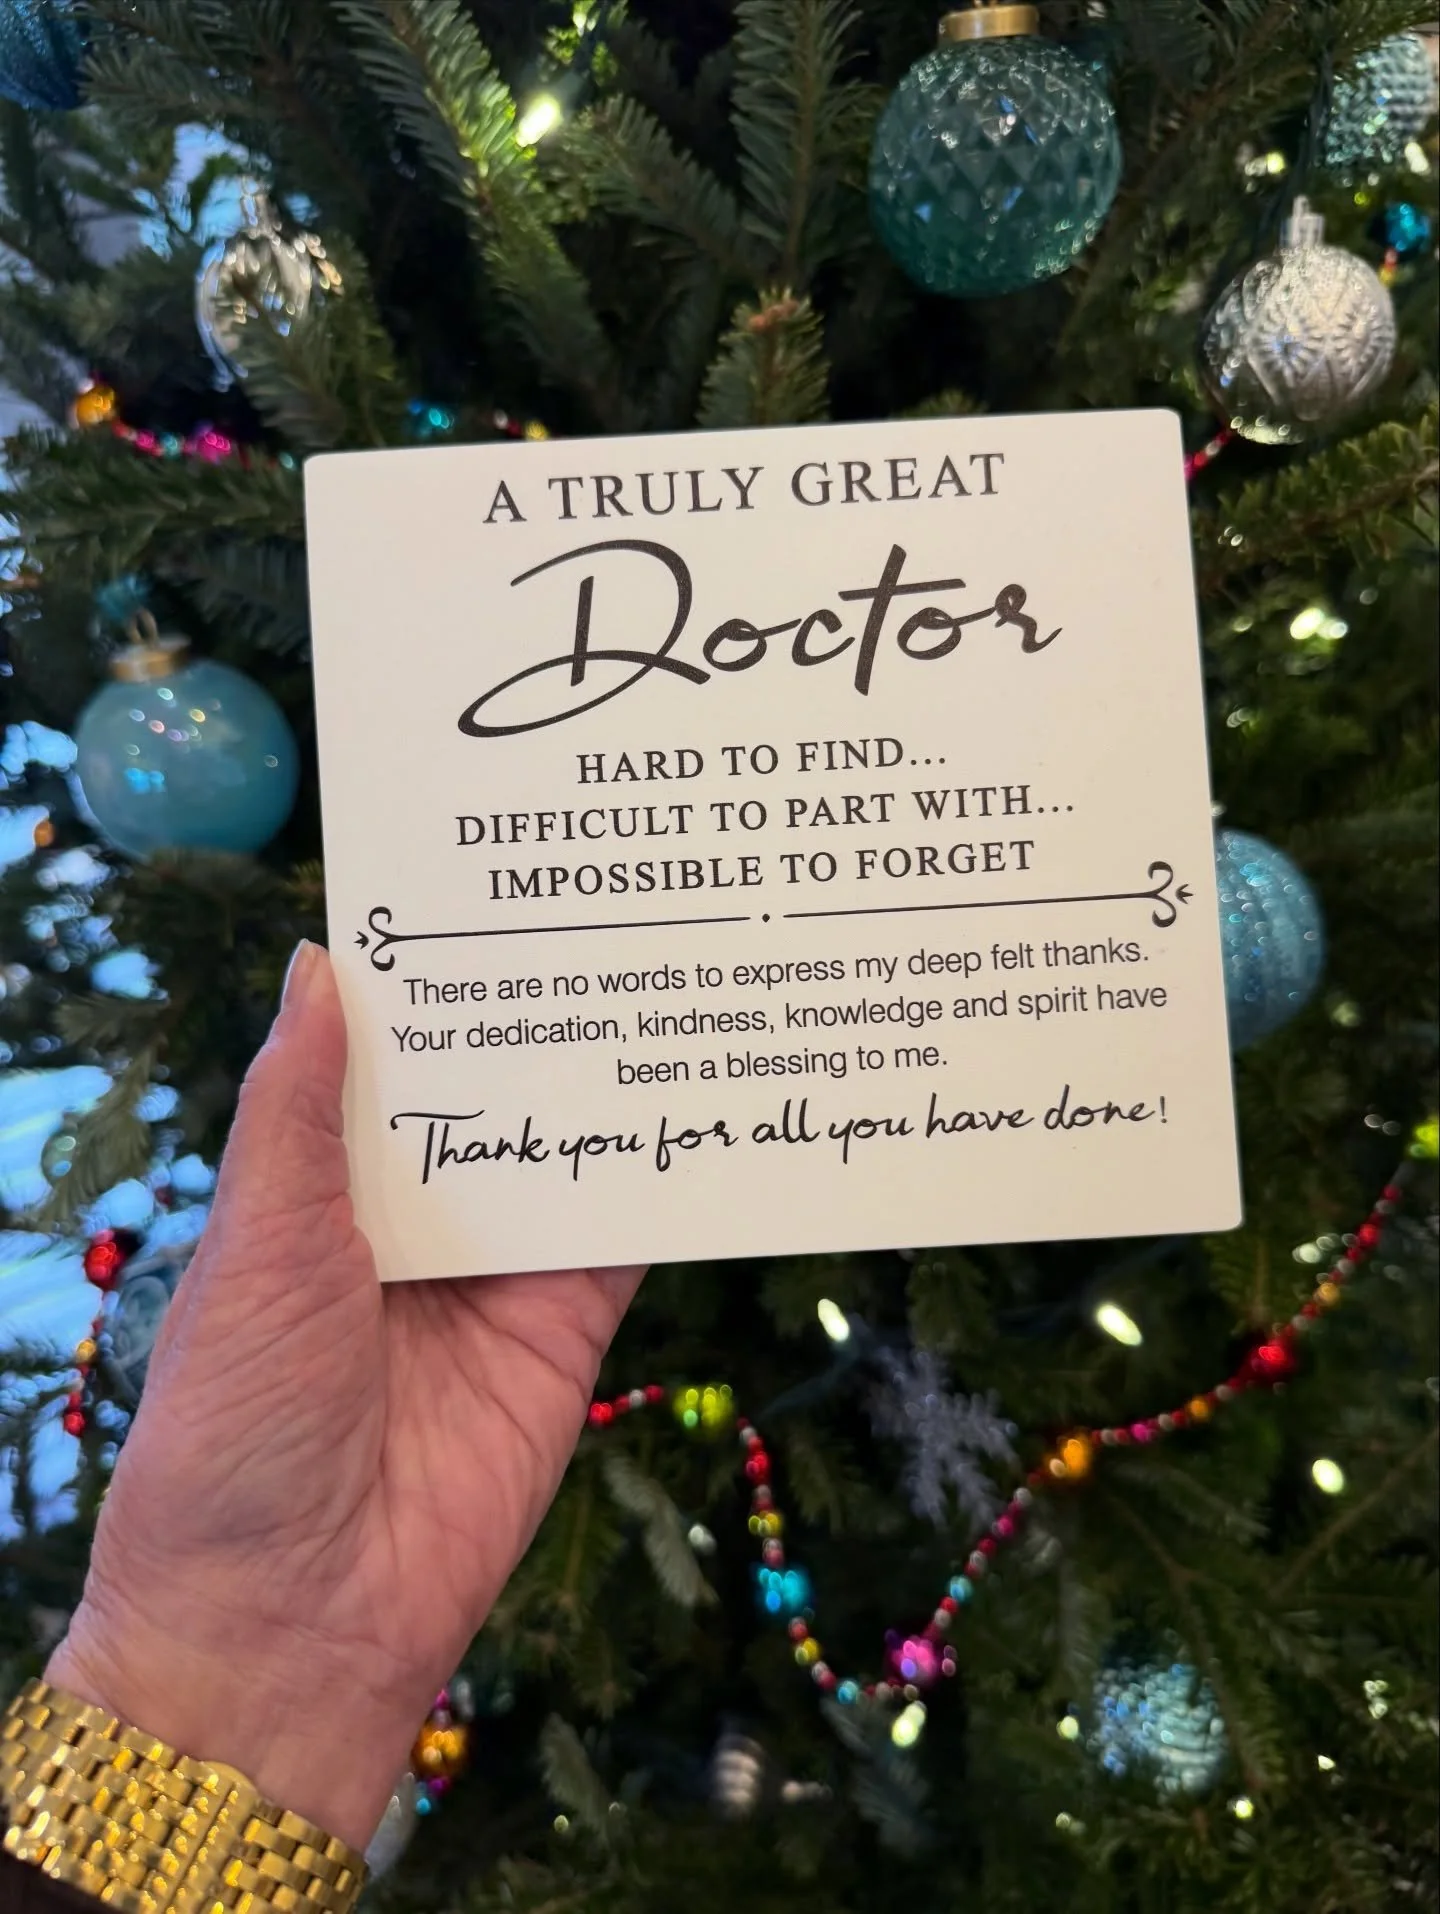 A TRULY GREAT
Doctor
HARD TO FIND...
DIFFICULT TO PART WITH...
IMPOSSIBLE TO FORGET
There are no words to express my deep felt thanks.
Your dedication, kindness, knowledge and spirit have
been a blessing to me.
Thank you for all you have done!